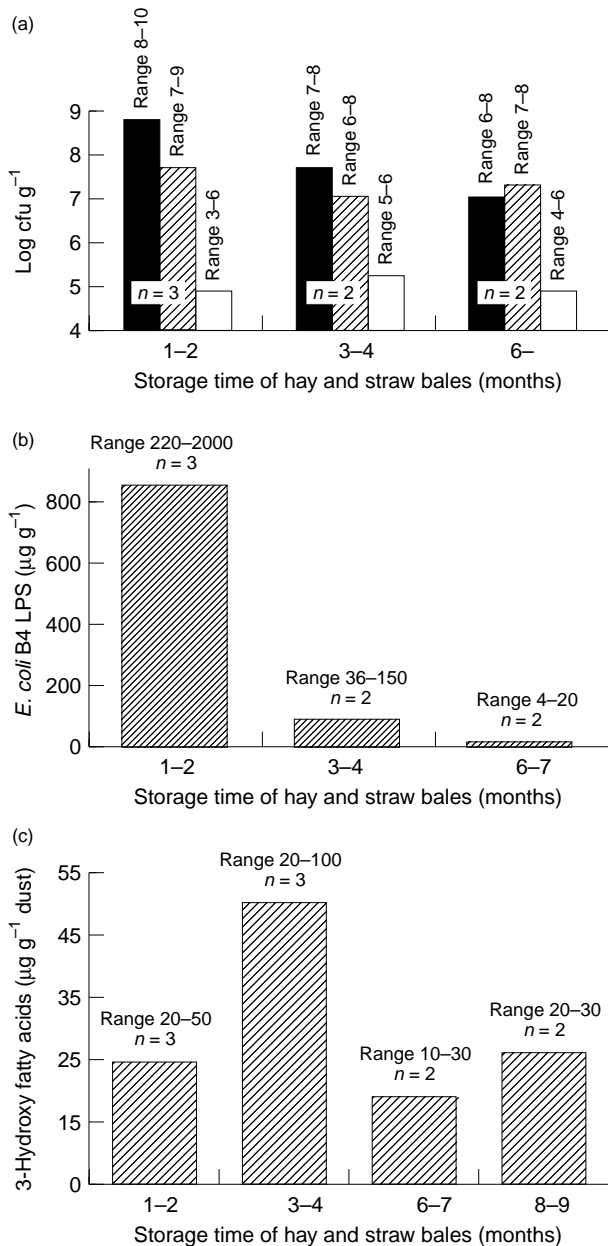 (a)
Range 8–10
Range 7–9
Range 3–6
Range 7–8
Range 6–8
Range 5–6
Range 6–8
Range 7–8
Range 4–6
Log cfu g⁻¹
9
8
7
6
5
4
n = 3
n = 2
n = 2
1–2
3–4
6–
Storage time of hay and straw bales (months)
(b)
Range 220–2000
n = 3
Range 36–150
n = 2
Range 4–20
n = 2
E. coli B4 LPS (µg g⁻¹)
800
600
400
200
0
1–2
3–4
6–7
Storage time of hay and straw bales (months)
(c)
Range 20–50
n = 3
Range 20–100
n = 3
Range 10–30
n = 2
Range 20–30
n = 2
3-Hydroxy fatty acids (µg g⁻¹ dust)
55
45
35
25
15
0
1–2
3–4
6–7
8–9
Storage time of hay and straw bales (months)